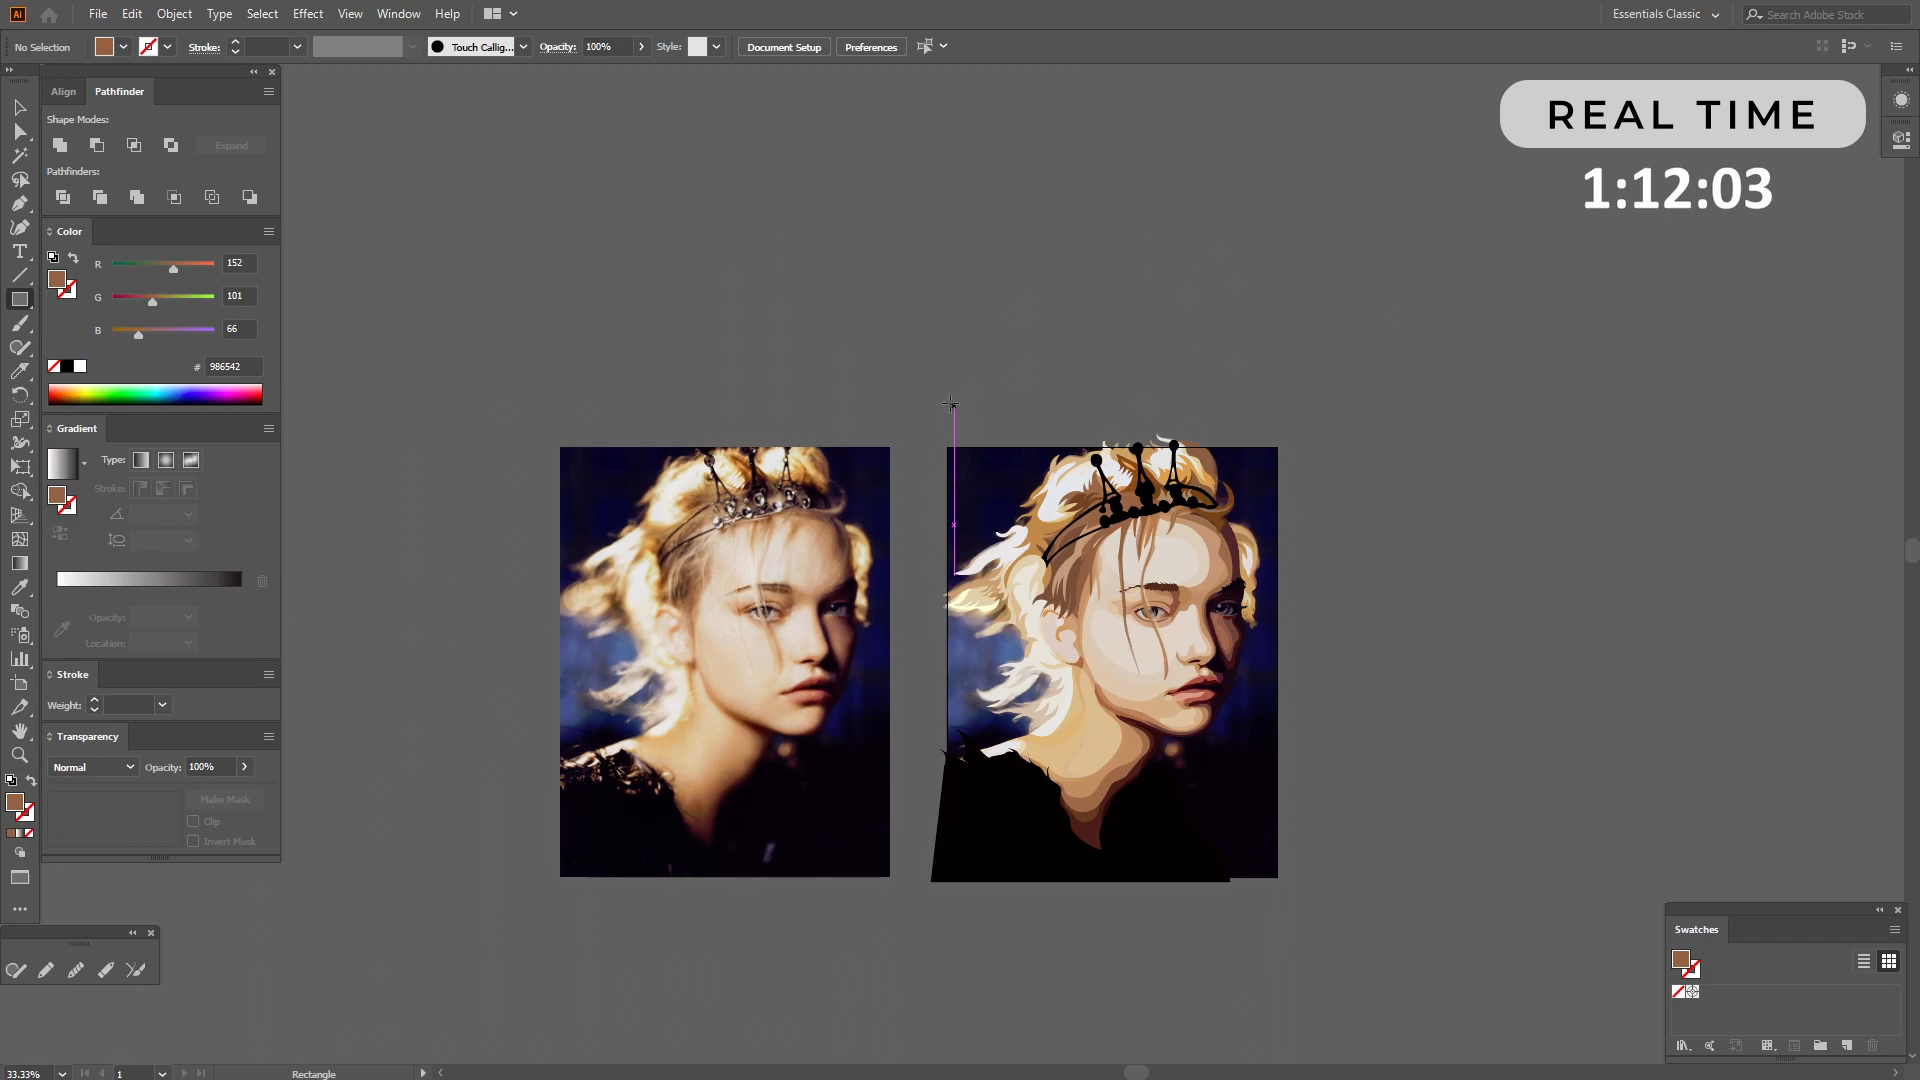 Ai File Edit Object Type Select Effect View Window Help Essentials Classic Search Adobe Stock
No Selection Stroke: Touch Callig... Opacity: 100% Style: Document Setup Preferences
Align Pathfinder
Shape Modes:
Expand
Pathfinders:
Color
R 152
G 101
B 66
# 986542
Gradient
Type:
Stroke:
Opacity:
Location:
Stroke
Weight:
Transparency
Normal Opacity: 100%
Make Mask
Clip
Invert Mask
REAL TIME
1:12:03
Swatches
33.33% 1 Rectangle